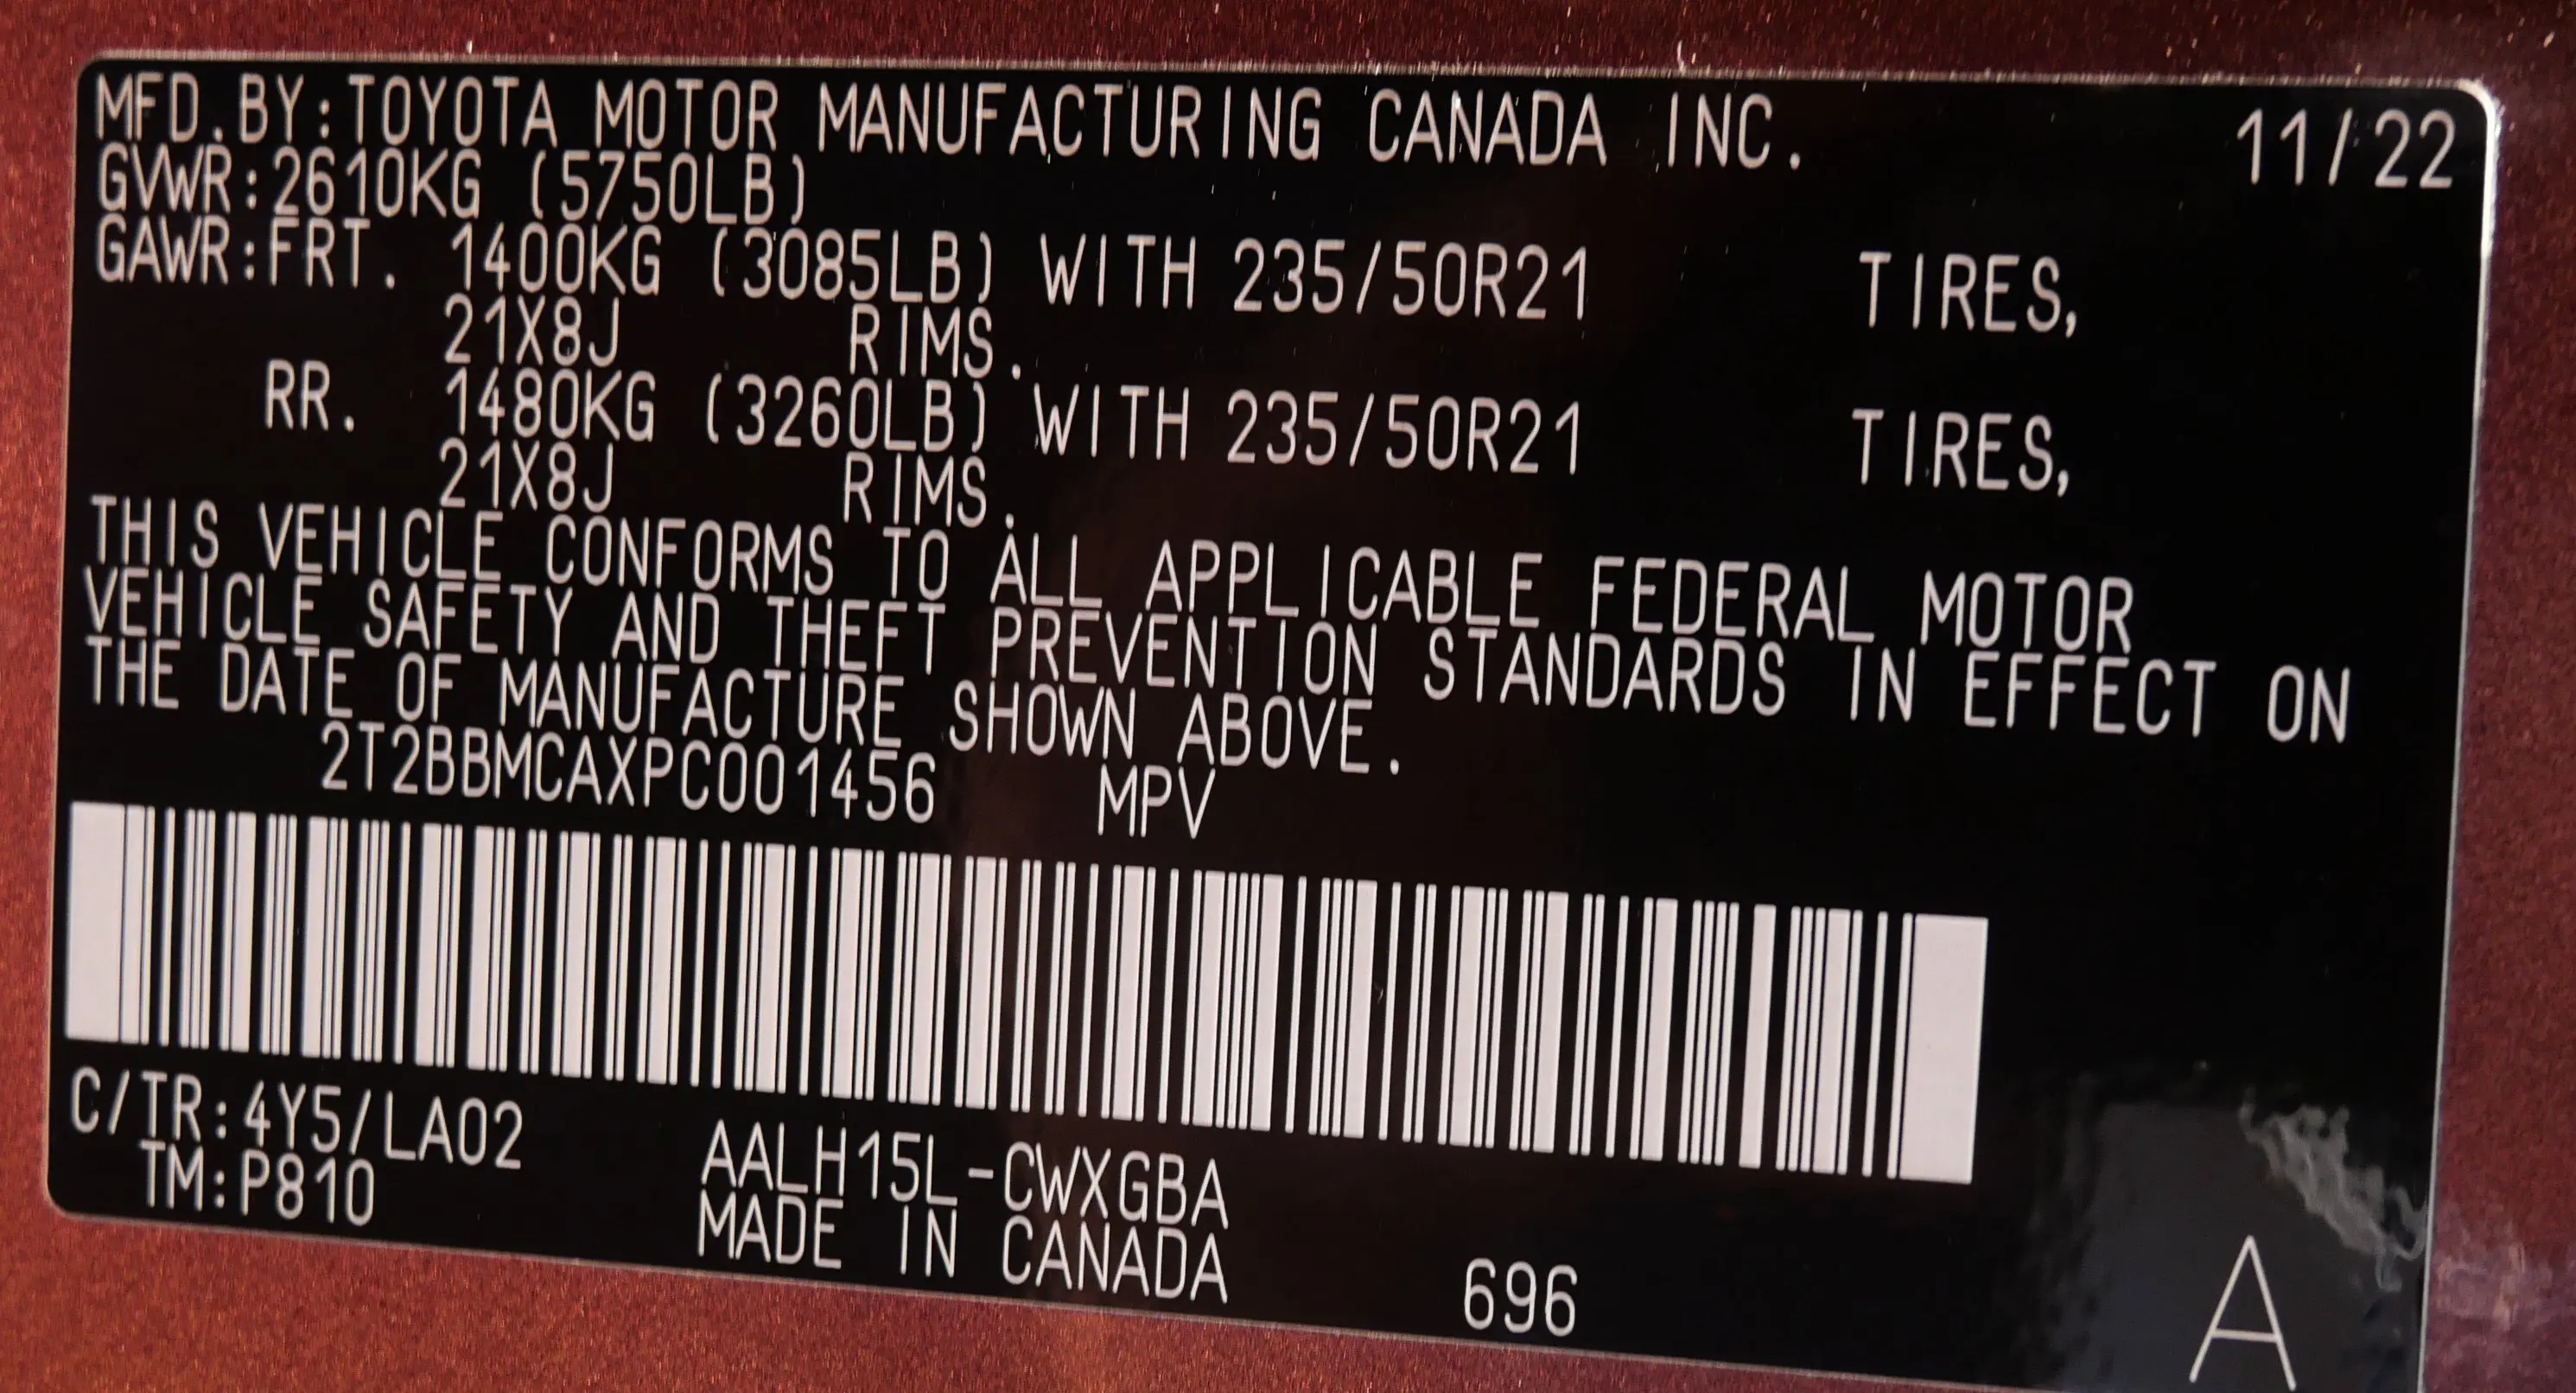 MFD.BY:TOYOTA MOTOR MANUFACTURING CANADA INC. 11/22
GVWR:2610KG (5750LB)
GAWR:FRT. 1400KG (3085LB) WITH 235/50R21 TIRES,
21X8J RIMS.
RR. 1480KG (3260LB) WITH 235/50R21 TIRES,
21X8J RIMS.
THIS VEHICLE CONFORMS TO ALL APPLICABLE FEDERAL MOTOR
VEHICLE SAFETY AND THEFT PREVENTION STANDARDS IN EFFECT ON
THE DATE OF MANUFACTURE SHOWN ABOVE.
2T2BBMCAXPC001456 MPV
C/TR:4Y5/LA02 AALH15L-CWXGBA
TM:P810 MADE IN CANADA 696
A